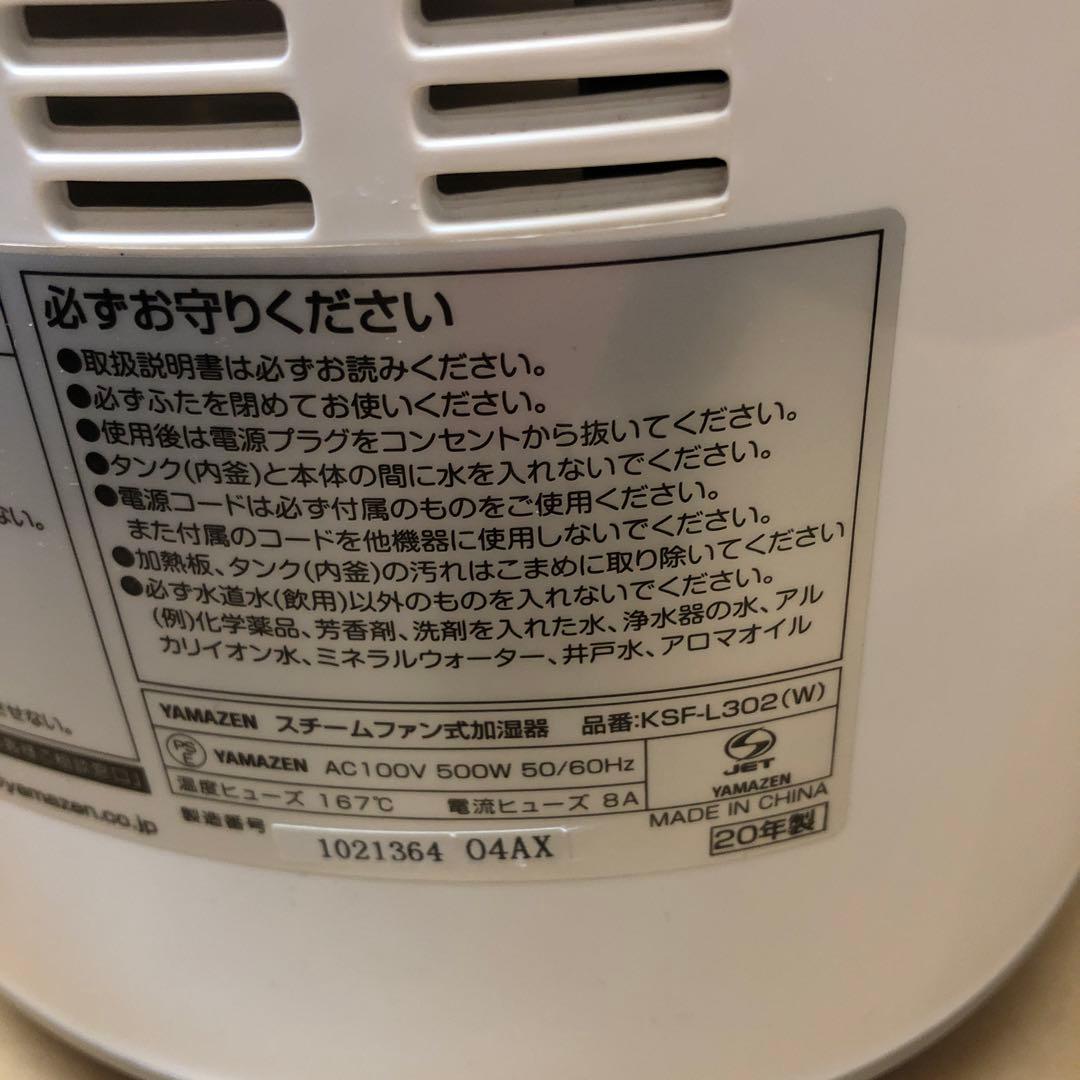 必ずお守りください
●取扱説明書は必ずお読みください。
●必ずふたを閉めてお使いください。
●使用後は電源プラグをコンセントから抜いてください。
●タンク(内釜)と本体の間に水を入れないでください。
●電源コードは必ず付属のものをご使用ください。
また付属のコードを他機器に使用しないでください。
●加熱板、タンク(内釜)の汚れはこまめに取り除いてください
●必ず水道水(飲用)以外のものを入れないでください。
(例)化学薬品、芳香剤、洗剤を入れた水、浄水器の水、アル
カリイオン水、ミネラルウォーター、井戸水、アロマオイル
ない。
させない。
yamazen.co.jp
YAMAZEN スチームファン式加湿器 品番:KSF-L302(W)
PSE YAMAZEN AC100V 500W 50/60Hz
温度ヒューズ 167℃ 電流ヒューズ 8A
JET
YAMAZEN
MADE IN CHINA
製造番号 1021364 04AX
20年製